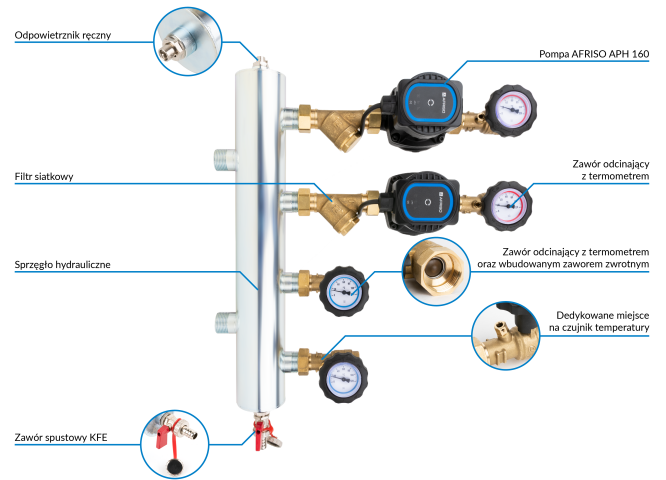 Odpowietrznik ręczny
Pompa AFRISO APH 160
Filtr siatkowy
Zawór odcinający
z termometrem
Sprzęgło hydrauliczne
Zawór odcinający z termometrem
oraz wbudowanym zaworem zwrotnym
Dedykowane miejsce
na czujnik temperatury
Zawór spustowy KFE